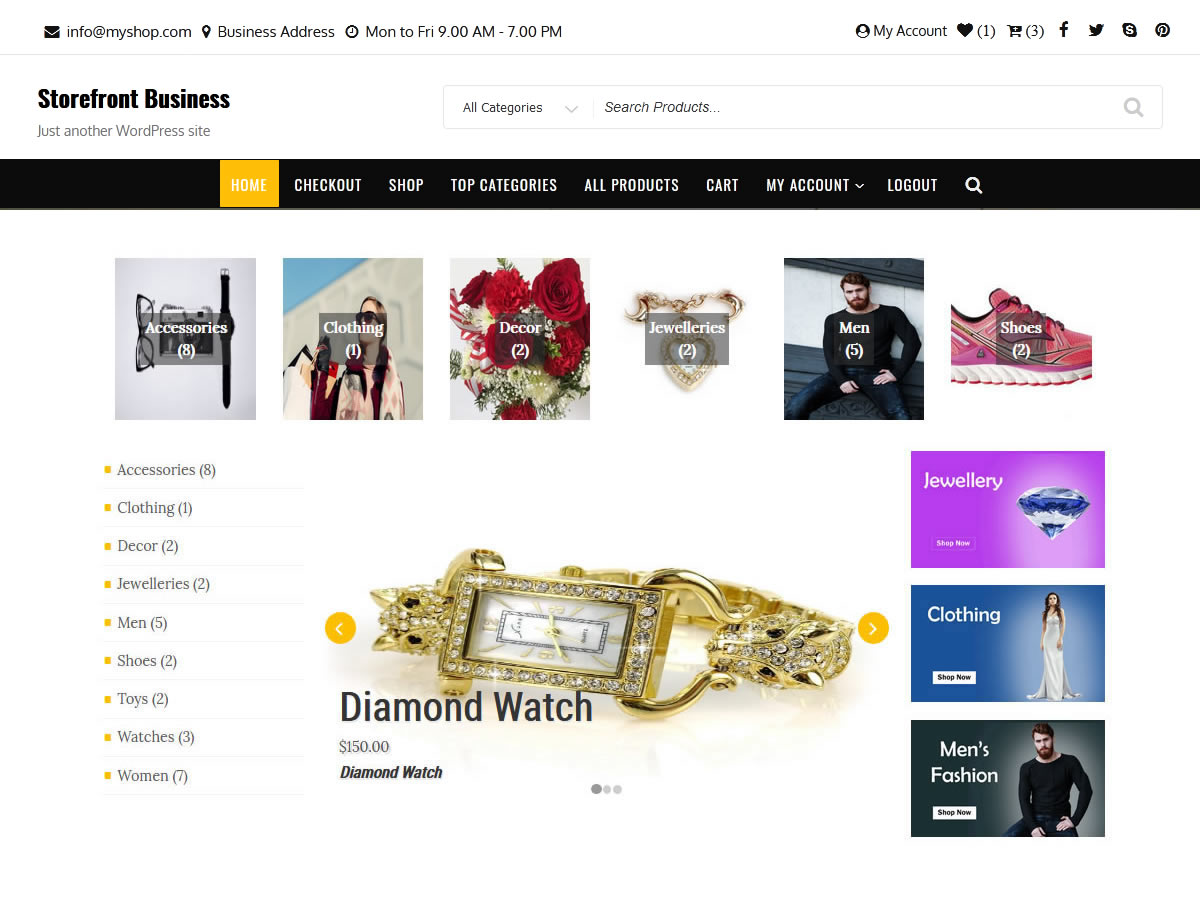 info@myshop.com Business Address Mon to Fri 9.00 AM - 7.00 PM My Account (1) (3)
Storefront Business
Just another WordPress site
All Categories Search Products...
HOME CHECKOUT SHOP TOP CATEGORIES ALL PRODUCTS CART MY ACCOUNT LOGOUT
Accessories
(8)
Clothing
(1)
Decor
(2)
Jewelleries
(2)
Men
(5)
Shoes
(2)
Accessories (8)
Clothing (1)
Decor (2)
Jewelleries (2)
Men (5)
Shoes (2)
Toys (2)
Watches (3)
Women (7)
Diamond Watch
$150.00
Diamond Watch
Jewellery
Shop Now
Clothing
Shop Now
Men's
Fashion
Shop Now